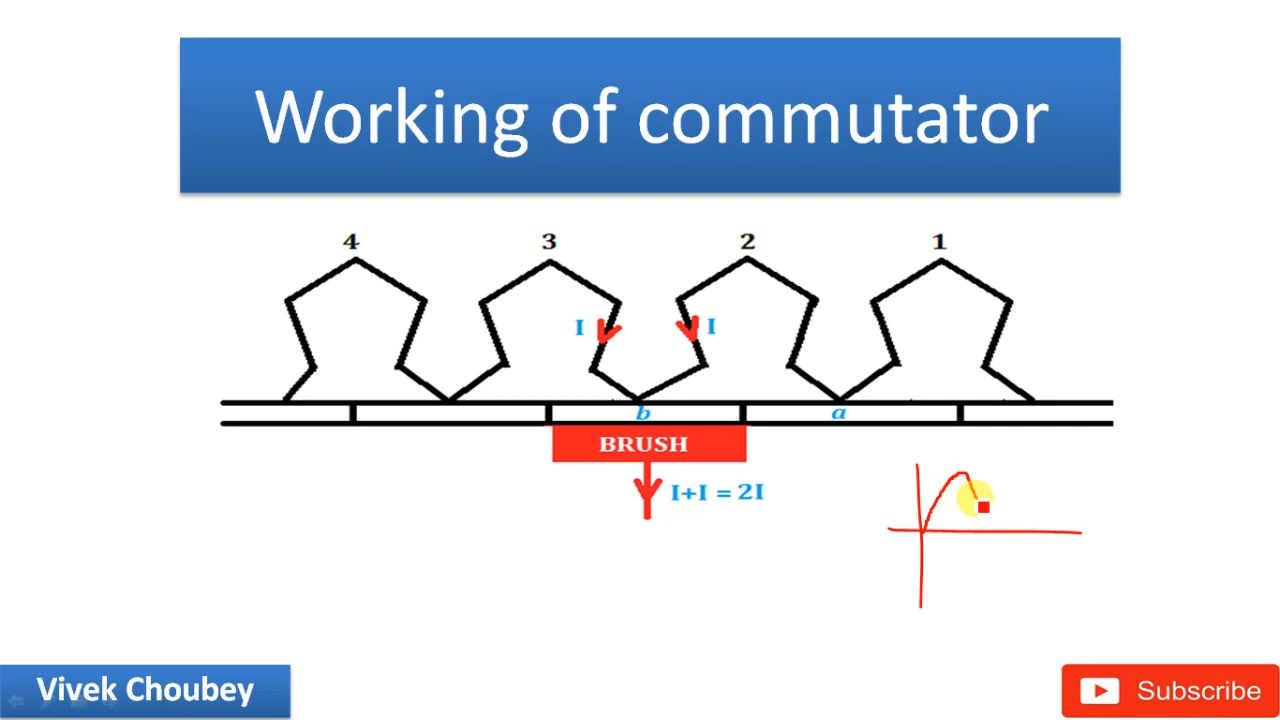 Working of commutator
4 3 2 1
I I
b a
BRUSH
I+I = 2I
Vivek Choubey
Subscribe